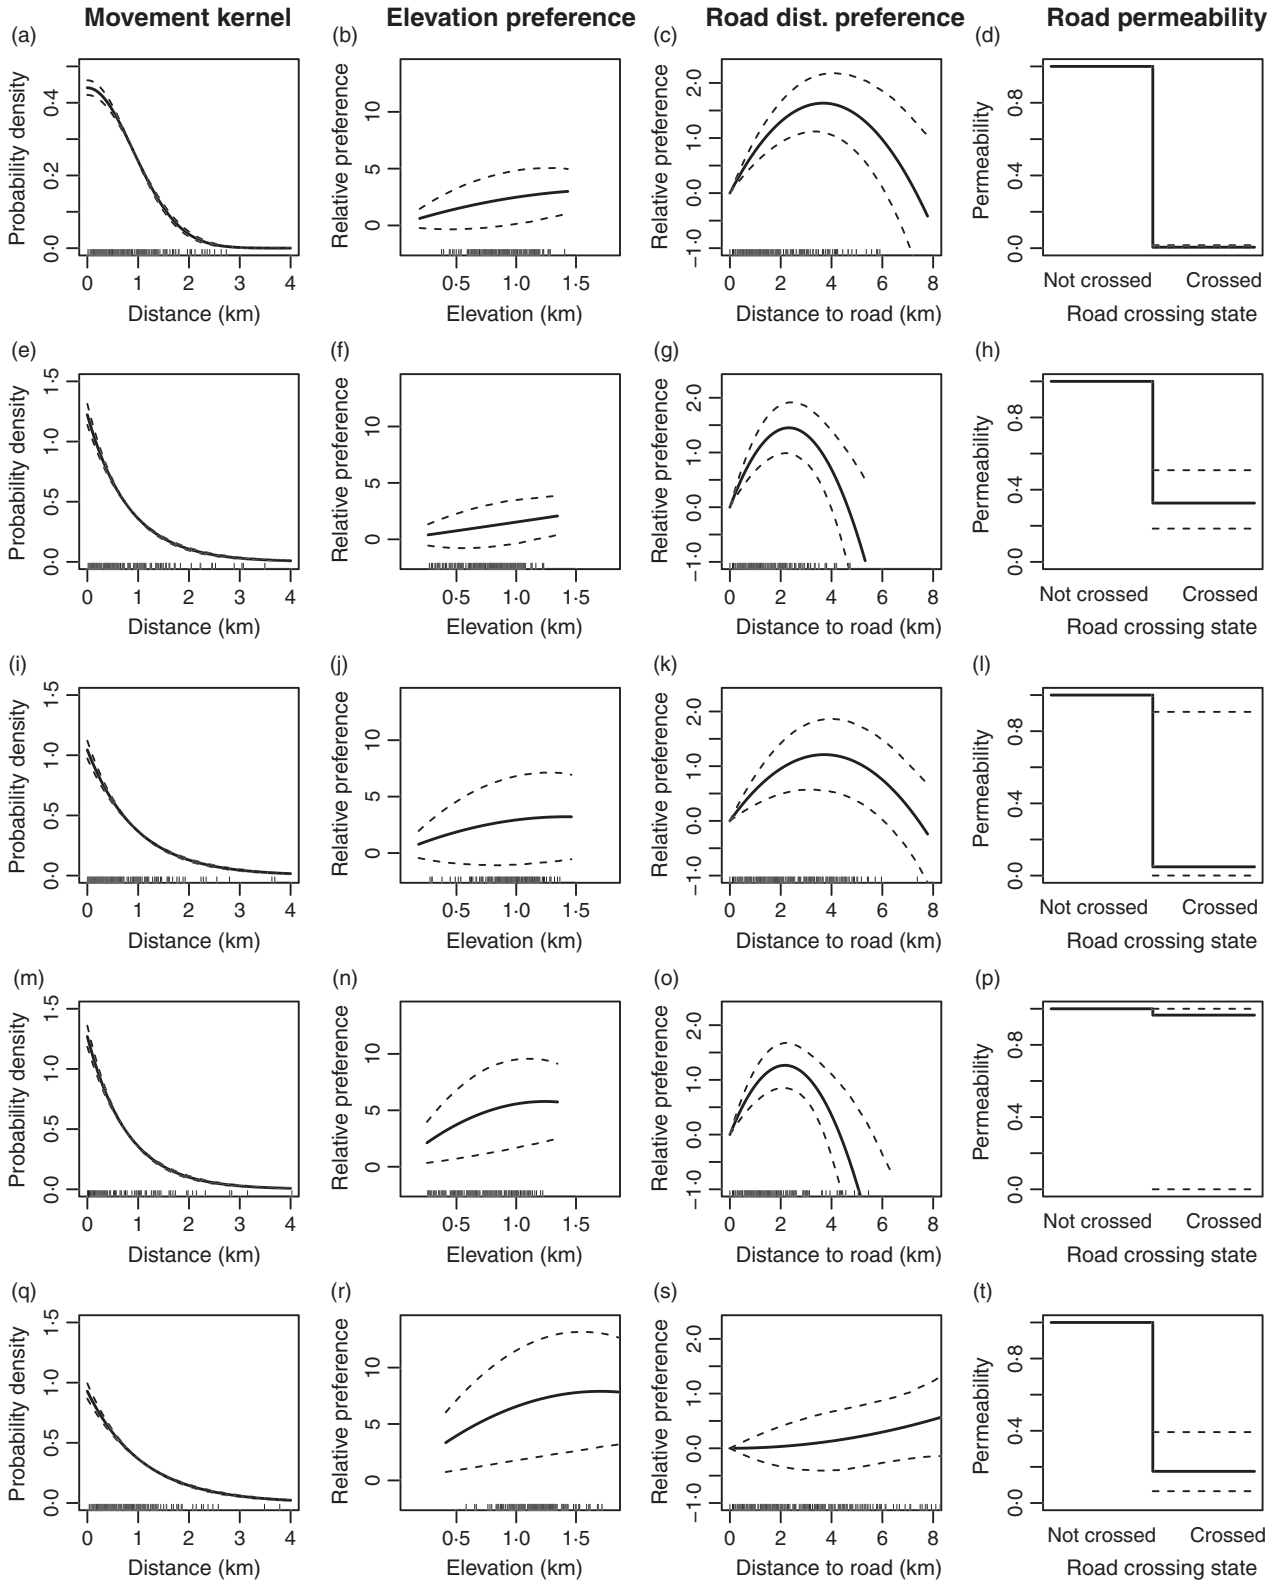 Movement kernel Elevation preference Road dist. preference Road permeability
(a) (b) (c) (d)
Probability density
0·0 0·2 0·4
0 1 2 3 4
Distance (km)
Relative preference
0 5 10
0·5 1·0 1·5
Elevation (km)
Relative preference
−1·0 0·0 1·0 2·0
0 2 4 6 8
Distance to road (km)
Permeability
0·0 0·4 0·8
Not crossed Crossed
Road crossing state
(e) (f) (g) (h)
Probability density
0·0 0·5 1·0 1·5
0 1 2 3 4
Distance (km)
Relative preference
0 5 10
0·5 1·0 1·5
Elevation (km)
Relative preference
−1·0 0·0 1·0 2·0
0 2 4 6 8
Distance to road (km)
Permeability
0·0 0·4 0·8
Not crossed Crossed
Road crossing state
(i) (j) (k) (l)
Probability density
0·0 0·5 1·0 1·5
0 1 2 3 4
Distance (km)
Relative preference
0 5 10
0·5 1·0 1·5
Elevation (km)
Relative preference
−1·0 0·0 1·0 2·0
0 2 4 6 8
Distance to road (km)
Permeability
0·0 0·4 0·8
Not crossed Crossed
Road crossing state
(m) (n) (o) (p)
Probability density
0·0 0·5 1·0 1·5
0 1 2 3 4
Distance (km)
Relative preference
0 5 10
0·5 1·0 1·5
Elevation (km)
Relative preference
−1·0 0·0 1·0 2·0
0 2 4 6 8
Distance to road (km)
Permeability
0·0 0·4 0·8
Not crossed Crossed
Road crossing state
(q) (r) (s) (t)
Probability density
0·0 0·5 1·0 1·5
0 1 2 3 4
Distance (km)
Relative preference
0 5 10
0·5 1·0 1·5
Elevation (km)
Relative preference
−1·0 0·0 1·0 2·0
0 2 4 6 8
Distance to road (km)
Permeability
0·0 0·4 0·8
Not crossed Crossed
Road crossing state